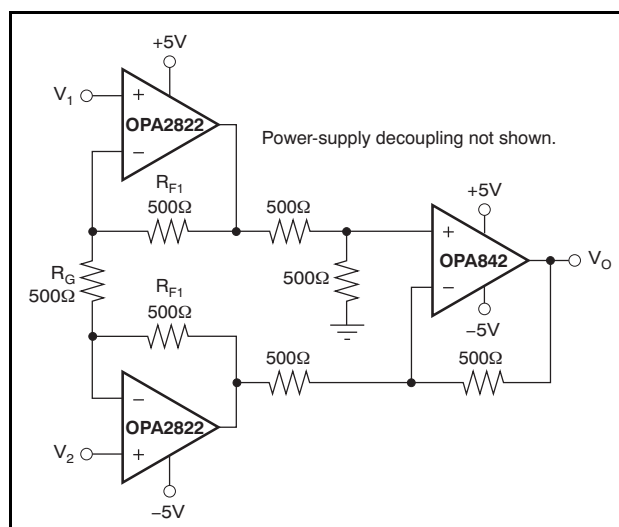 +5V
V1
+
OPA2822
−
Power-supply decoupling not shown.
RF1
500Ω
500Ω
+5V
+
OPA842
−
VO
RG
500Ω
500Ω
−5V
RF1
500Ω
500Ω
500Ω
−
OPA2822
V2
+
−5V